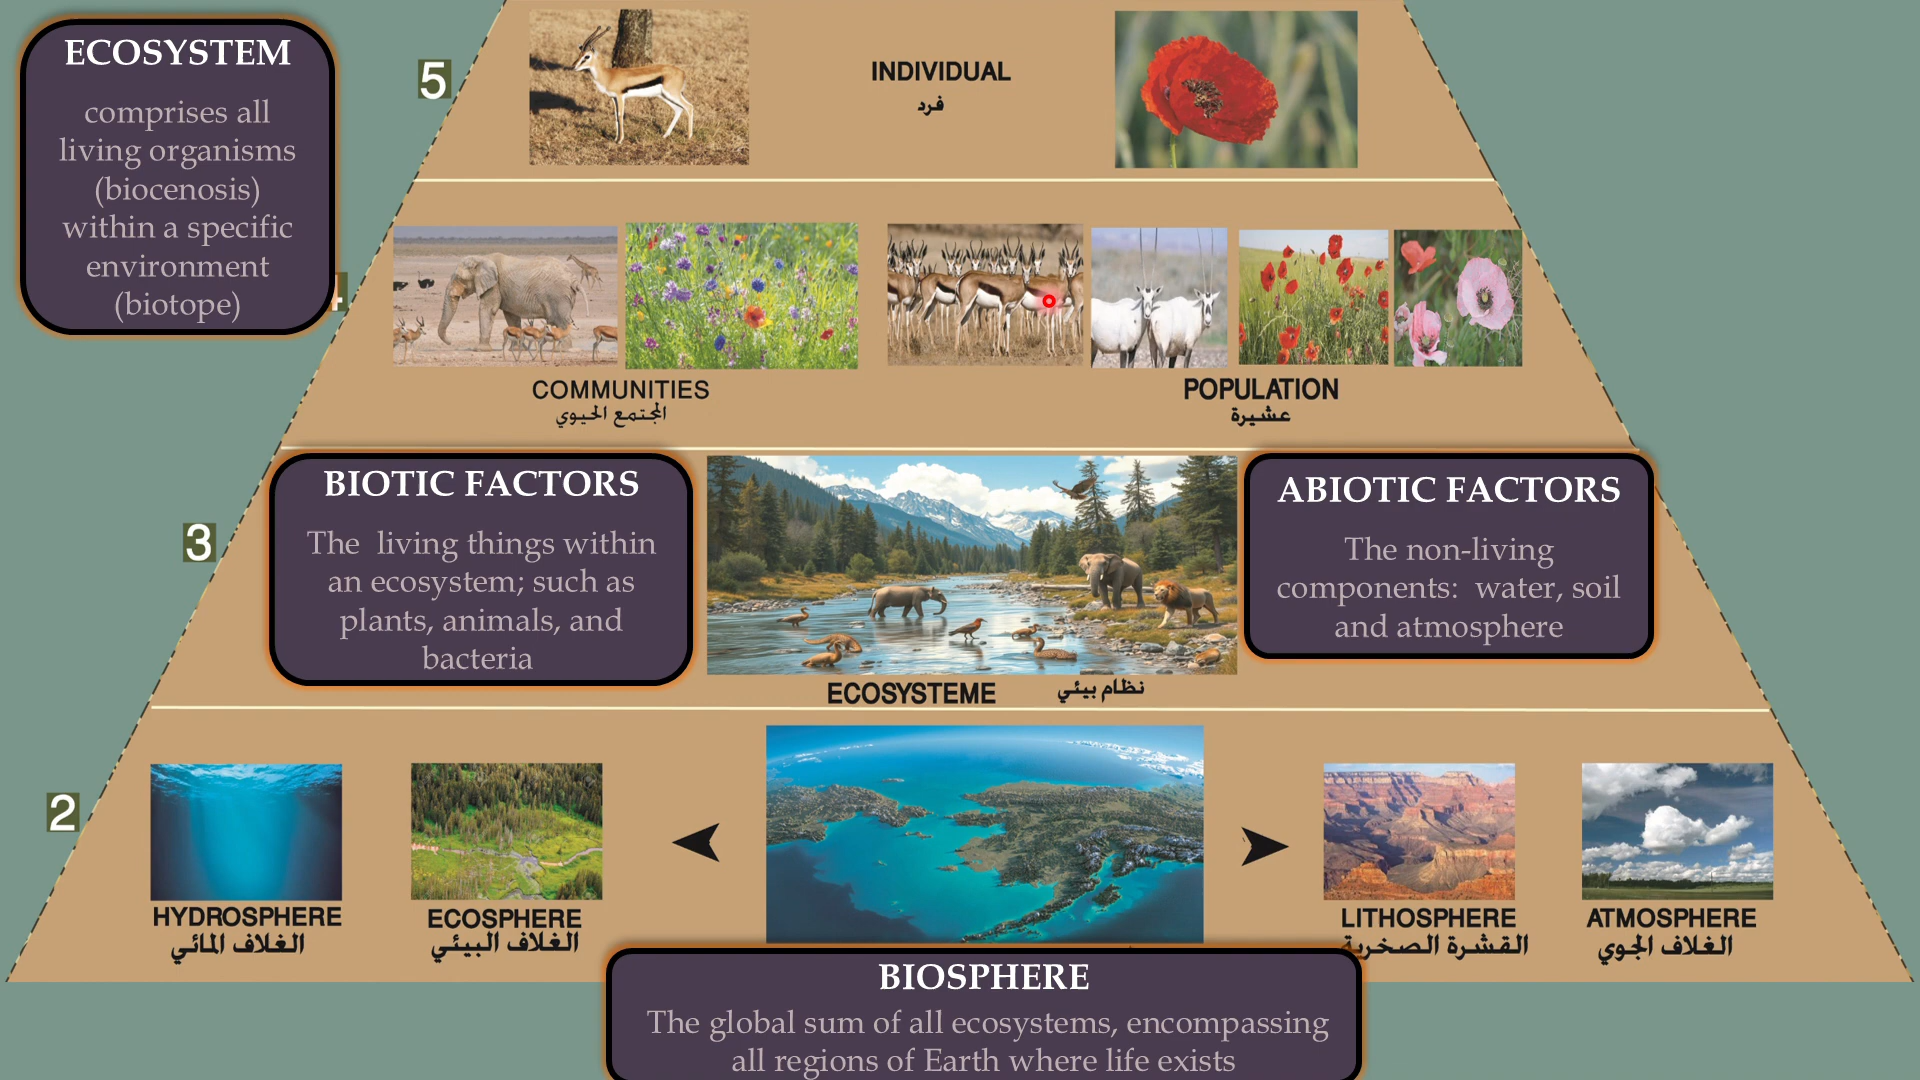 ECOSYSTEM
comprises all
living organisms
(biocenosis)
within a specific
environment
(biotope)
5
INDIVIDUAL
فرد
4
COMMUNITIES
المجتمع الحيوي
POPULATION
عشيرة
3
BIOTIC FACTORS
The living things within
an ecosystem; such as
plants, animals, and
bacteria
ECOSYSTEME نظام بيئي
ABIOTIC FACTORS
The non-living
components: water, soil
and atmosphere
2
HYDROSPHERE
الغلاف المائي
ECOSPHERE
الغلاف البيئي
LITHOSPHERE
القشرة الصخرية
ATMOSPHERE
الغلاف الجوي
BIOSPHERE
The global sum of all ecosystems, encompassing
all regions of Earth where life exists